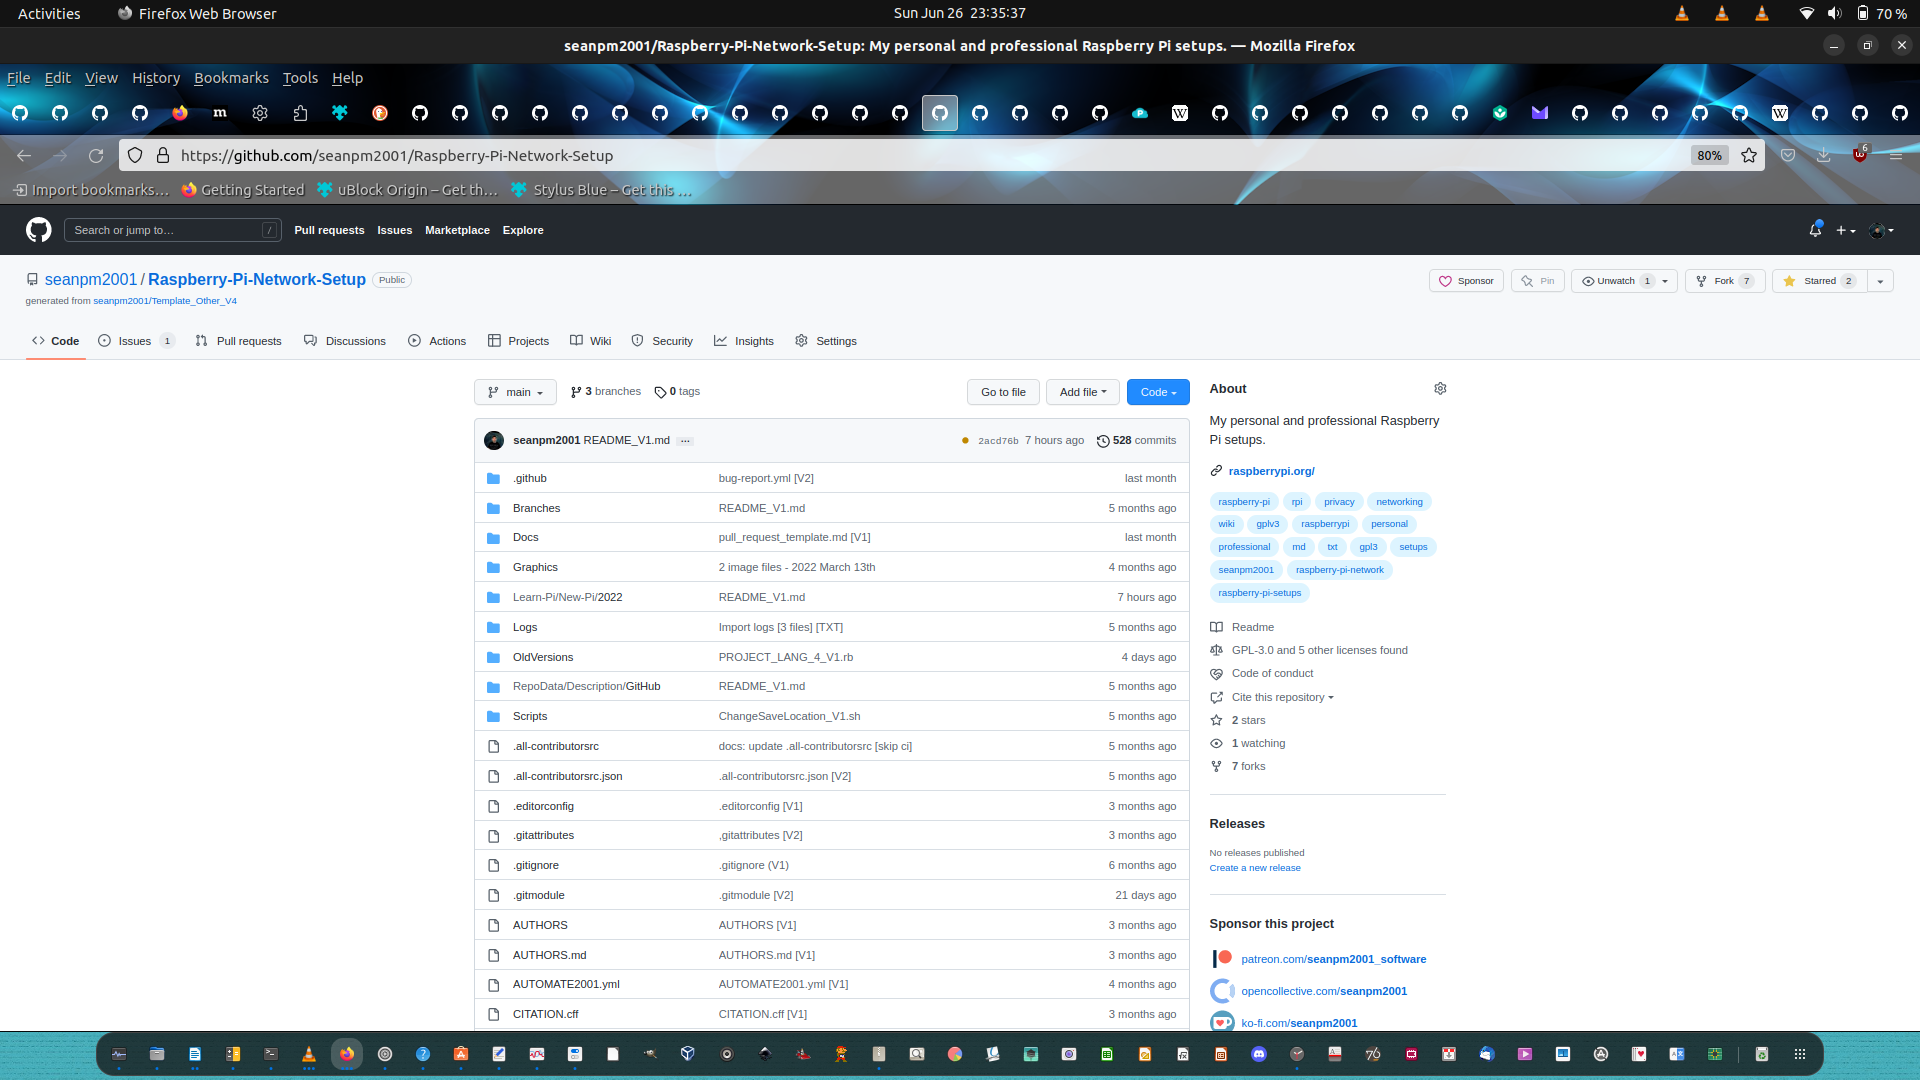 Activities Firefox Web Browser Sun Jun 26 23:35:37 70 %
seanpm2001/Raspberry-Pi-Network-Setup: My personal and professional Raspberry Pi setups. — Mozilla Firefox
File Edit View History Bookmarks Tools Help
https://github.com/seanpm2001/Raspberry-Pi-Network-Setup 80% 6
Import bookmarks… Getting Started uBlock Origin – Get th… Stylus Blue – Get this …
Search or jump to… / Pull requests Issues Marketplace Explore
seanpm2001 / Raspberry-Pi-Network-Setup Public Sponsor Pin Unwatch 1 Fork 7 Starred 2
generated from seanpm2001/Template_Other_V4
Code Issues 1 Pull requests Discussions Actions Projects Wiki Security Insights Settings
main 3 branches 0 tags Go to file Add file Code
seanpm2001 README_V1.md … 2acd76b 7 hours ago 528 commits
.github bug-report.yml [V2] last month
Branches README_V1.md 5 months ago
Docs pull_request_template.md [V1] last month
Graphics 2 image files - 2022 March 13th 4 months ago
Learn-Pi/New-Pi/2022 README_V1.md 7 hours ago
Logs Import logs [3 files] [TXT] 5 months ago
OldVersions PROJECT_LANG_4_V1.rb 4 days ago
RepoData/Description/GitHub README_V1.md 5 months ago
Scripts ChangeSaveLocation_V1.sh 5 months ago
.all-contributorsrc docs: update .all-contributorsrc [skip ci] 5 months ago
.all-contributorsrc.json .all-contributorsrc.json [V2] 5 months ago
.editorconfig .editorconfig [V1] 3 months ago
.gitattributes ,gitattributes [V2] 3 months ago
.gitignore .gitignore (V1) 6 months ago
.gitmodule .gitmodule [V2] 21 days ago
AUTHORS AUTHORS [V1] 3 months ago
AUTHORS.md AUTHORS.md [V1] 3 months ago
AUTOMATE2001.yml AUTOMATE2001.yml [V1] 4 months ago
CITATION.cff CITATION.cff [V1] 3 months ago
About
My personal and professional Raspberry
Pi setups.
raspberrypi.org/
raspberry-pi rpi privacy networking
wiki gplv3 raspberrypi personal
professional md txt gpl3 setups
seanpm2001 raspberry-pi-network
raspberry-pi-setups
Readme
GPL-3.0 and 5 other licenses found
Code of conduct
Cite this repository
2 stars
1 watching
7 forks
Releases
No releases published
Create a new release
Sponsor this project
patreon.com/seanpm2001_software
opencollective.com/seanpm2001
ko-fi.com/seanpm2001